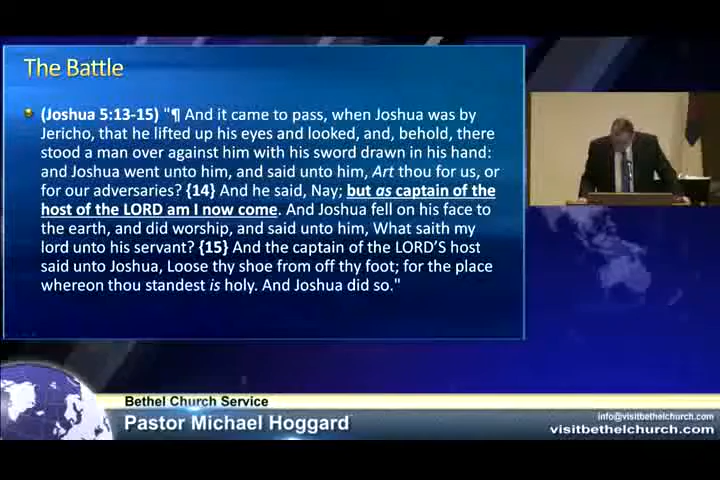 The Battle
(Joshua 5:13-15) "¶ And it came to pass, when Joshua was by
Jericho, that he lifted up his eyes and looked, and, behold, there
stood a man over against him with his sword drawn in his hand:
and Joshua went unto him, and said unto him, Art thou for us, or
for our adversaries? {14} And he said, Nay; but as captain of the
host of the LORD am I now come. And Joshua fell on his face to
the earth, and did worship, and said unto him, What saith my
lord unto his servant? {15} And the captain of the LORD'S host
said unto Joshua, Loose thy shoe from off thy foot; for the place
whereon thou standest is holy. And Joshua did so."
Bethel Church Service
Pastor Michael Hoggard
info@visitbethelchurch.com
visitbethelchurch.com